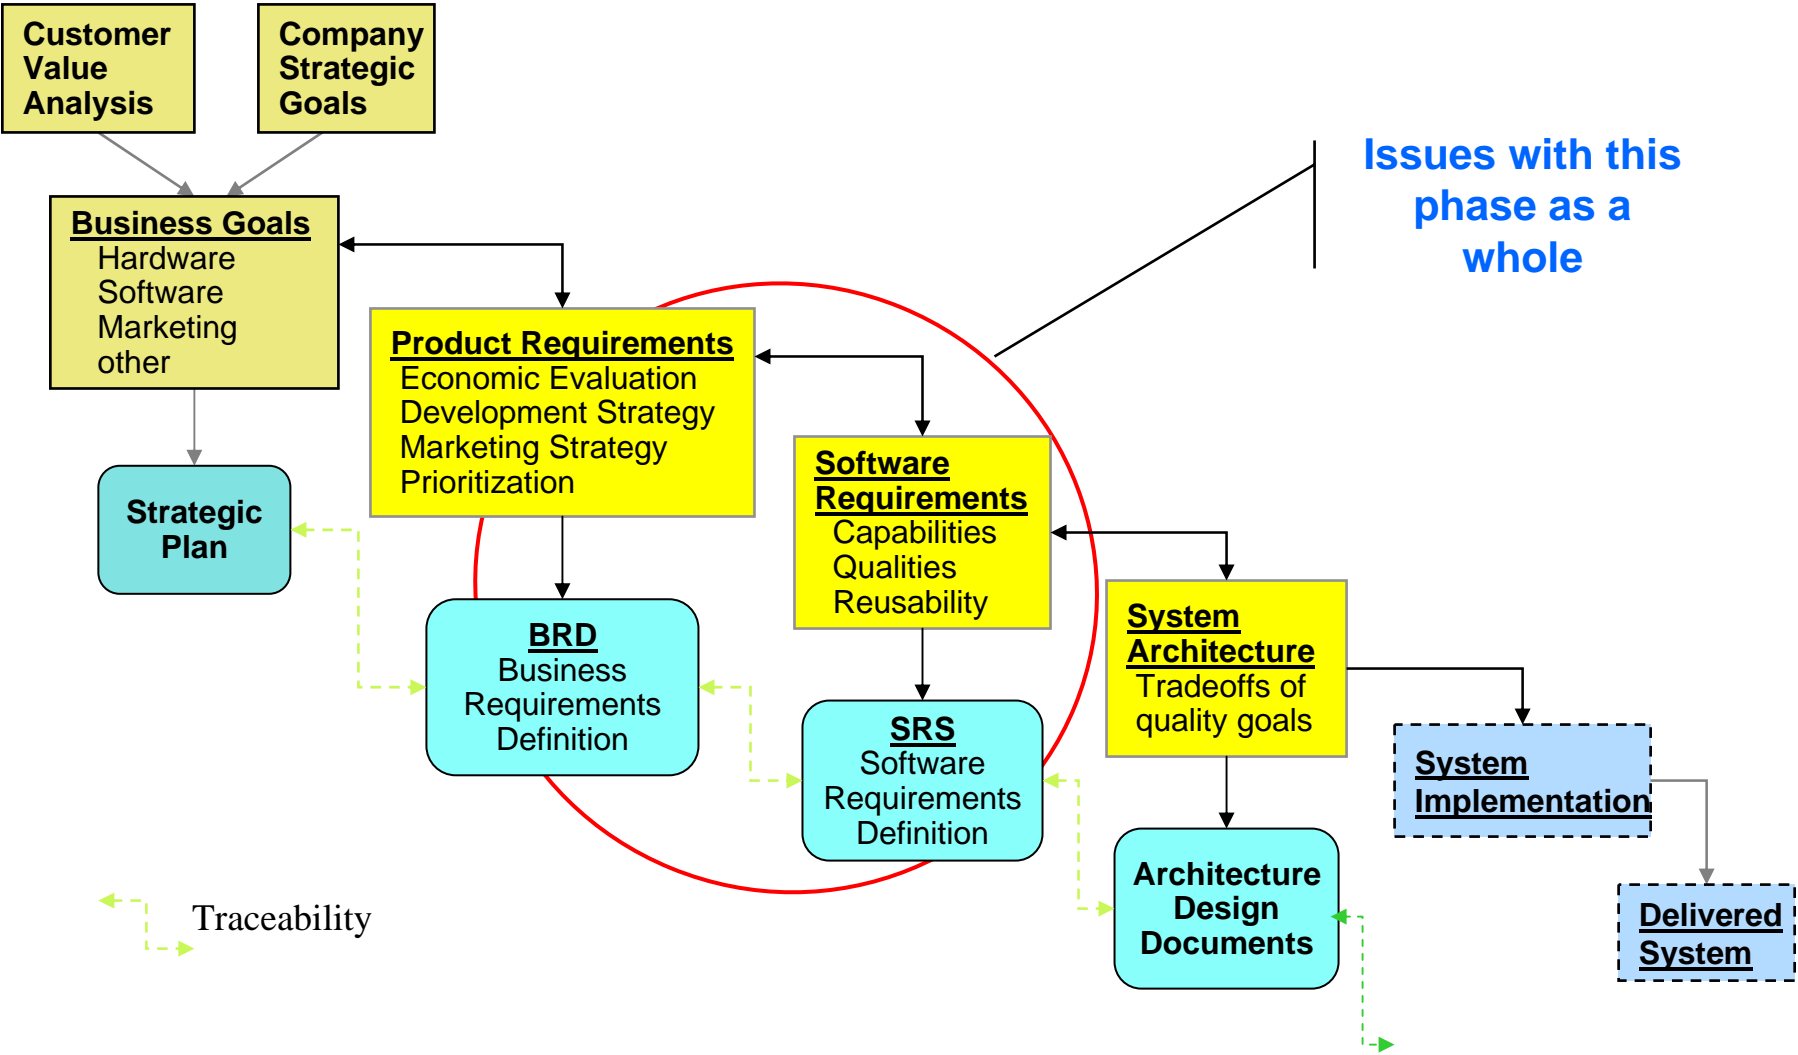 Customer
Value
Analysis
Company
Strategic
Goals
Issues with this
phase as a
whole
Business Goals
Hardware
Software
Marketing
other
Product Requirements
Economic Evaluation
Development Strategy
Marketing Strategy
Prioritization
Software
Requirements
Capabilities
Qualities
Reusability
Strategic
Plan
System
Architecture
Tradeoffs of
quality goals
BRD
Business
Requirements
Definition
SRS
Software
Requirements
Definition
System
Implementation
Architecture
Design
Documents
Delivered
System
Traceability